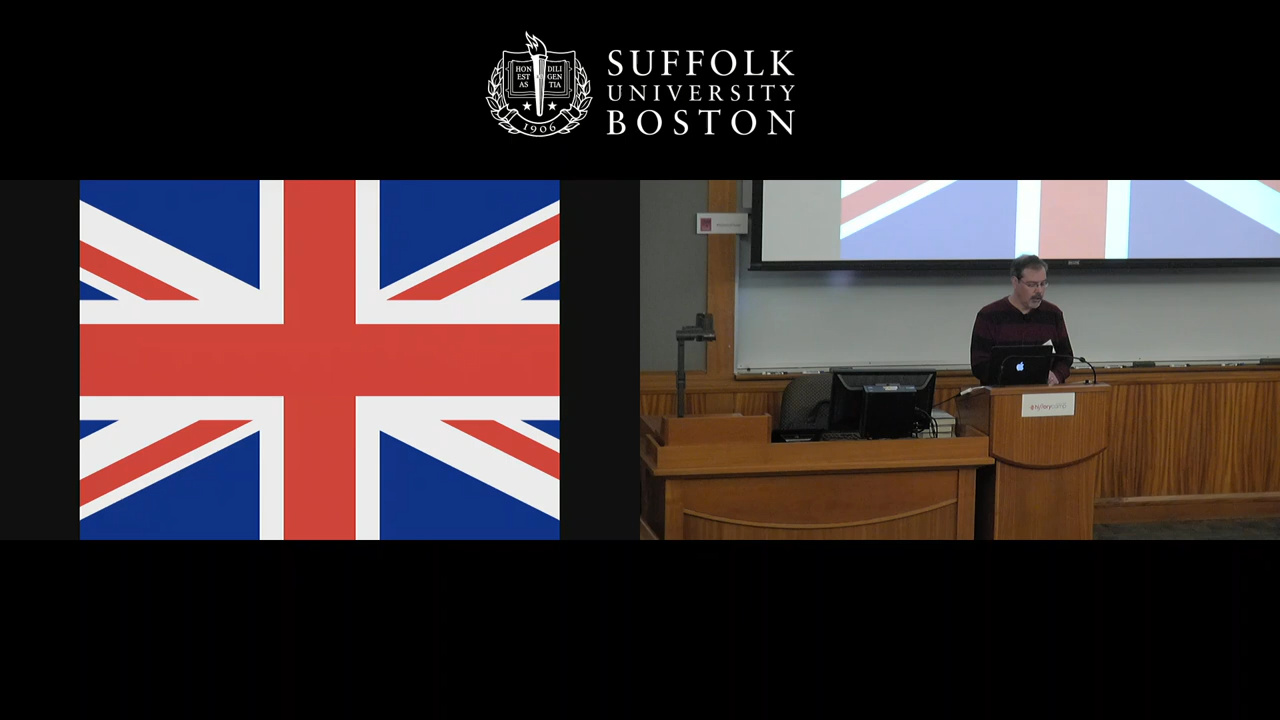 HON
EST
AS
DILI
GEN
TIA
1906
SUFFOLK
UNIVERSITY
BOSTON